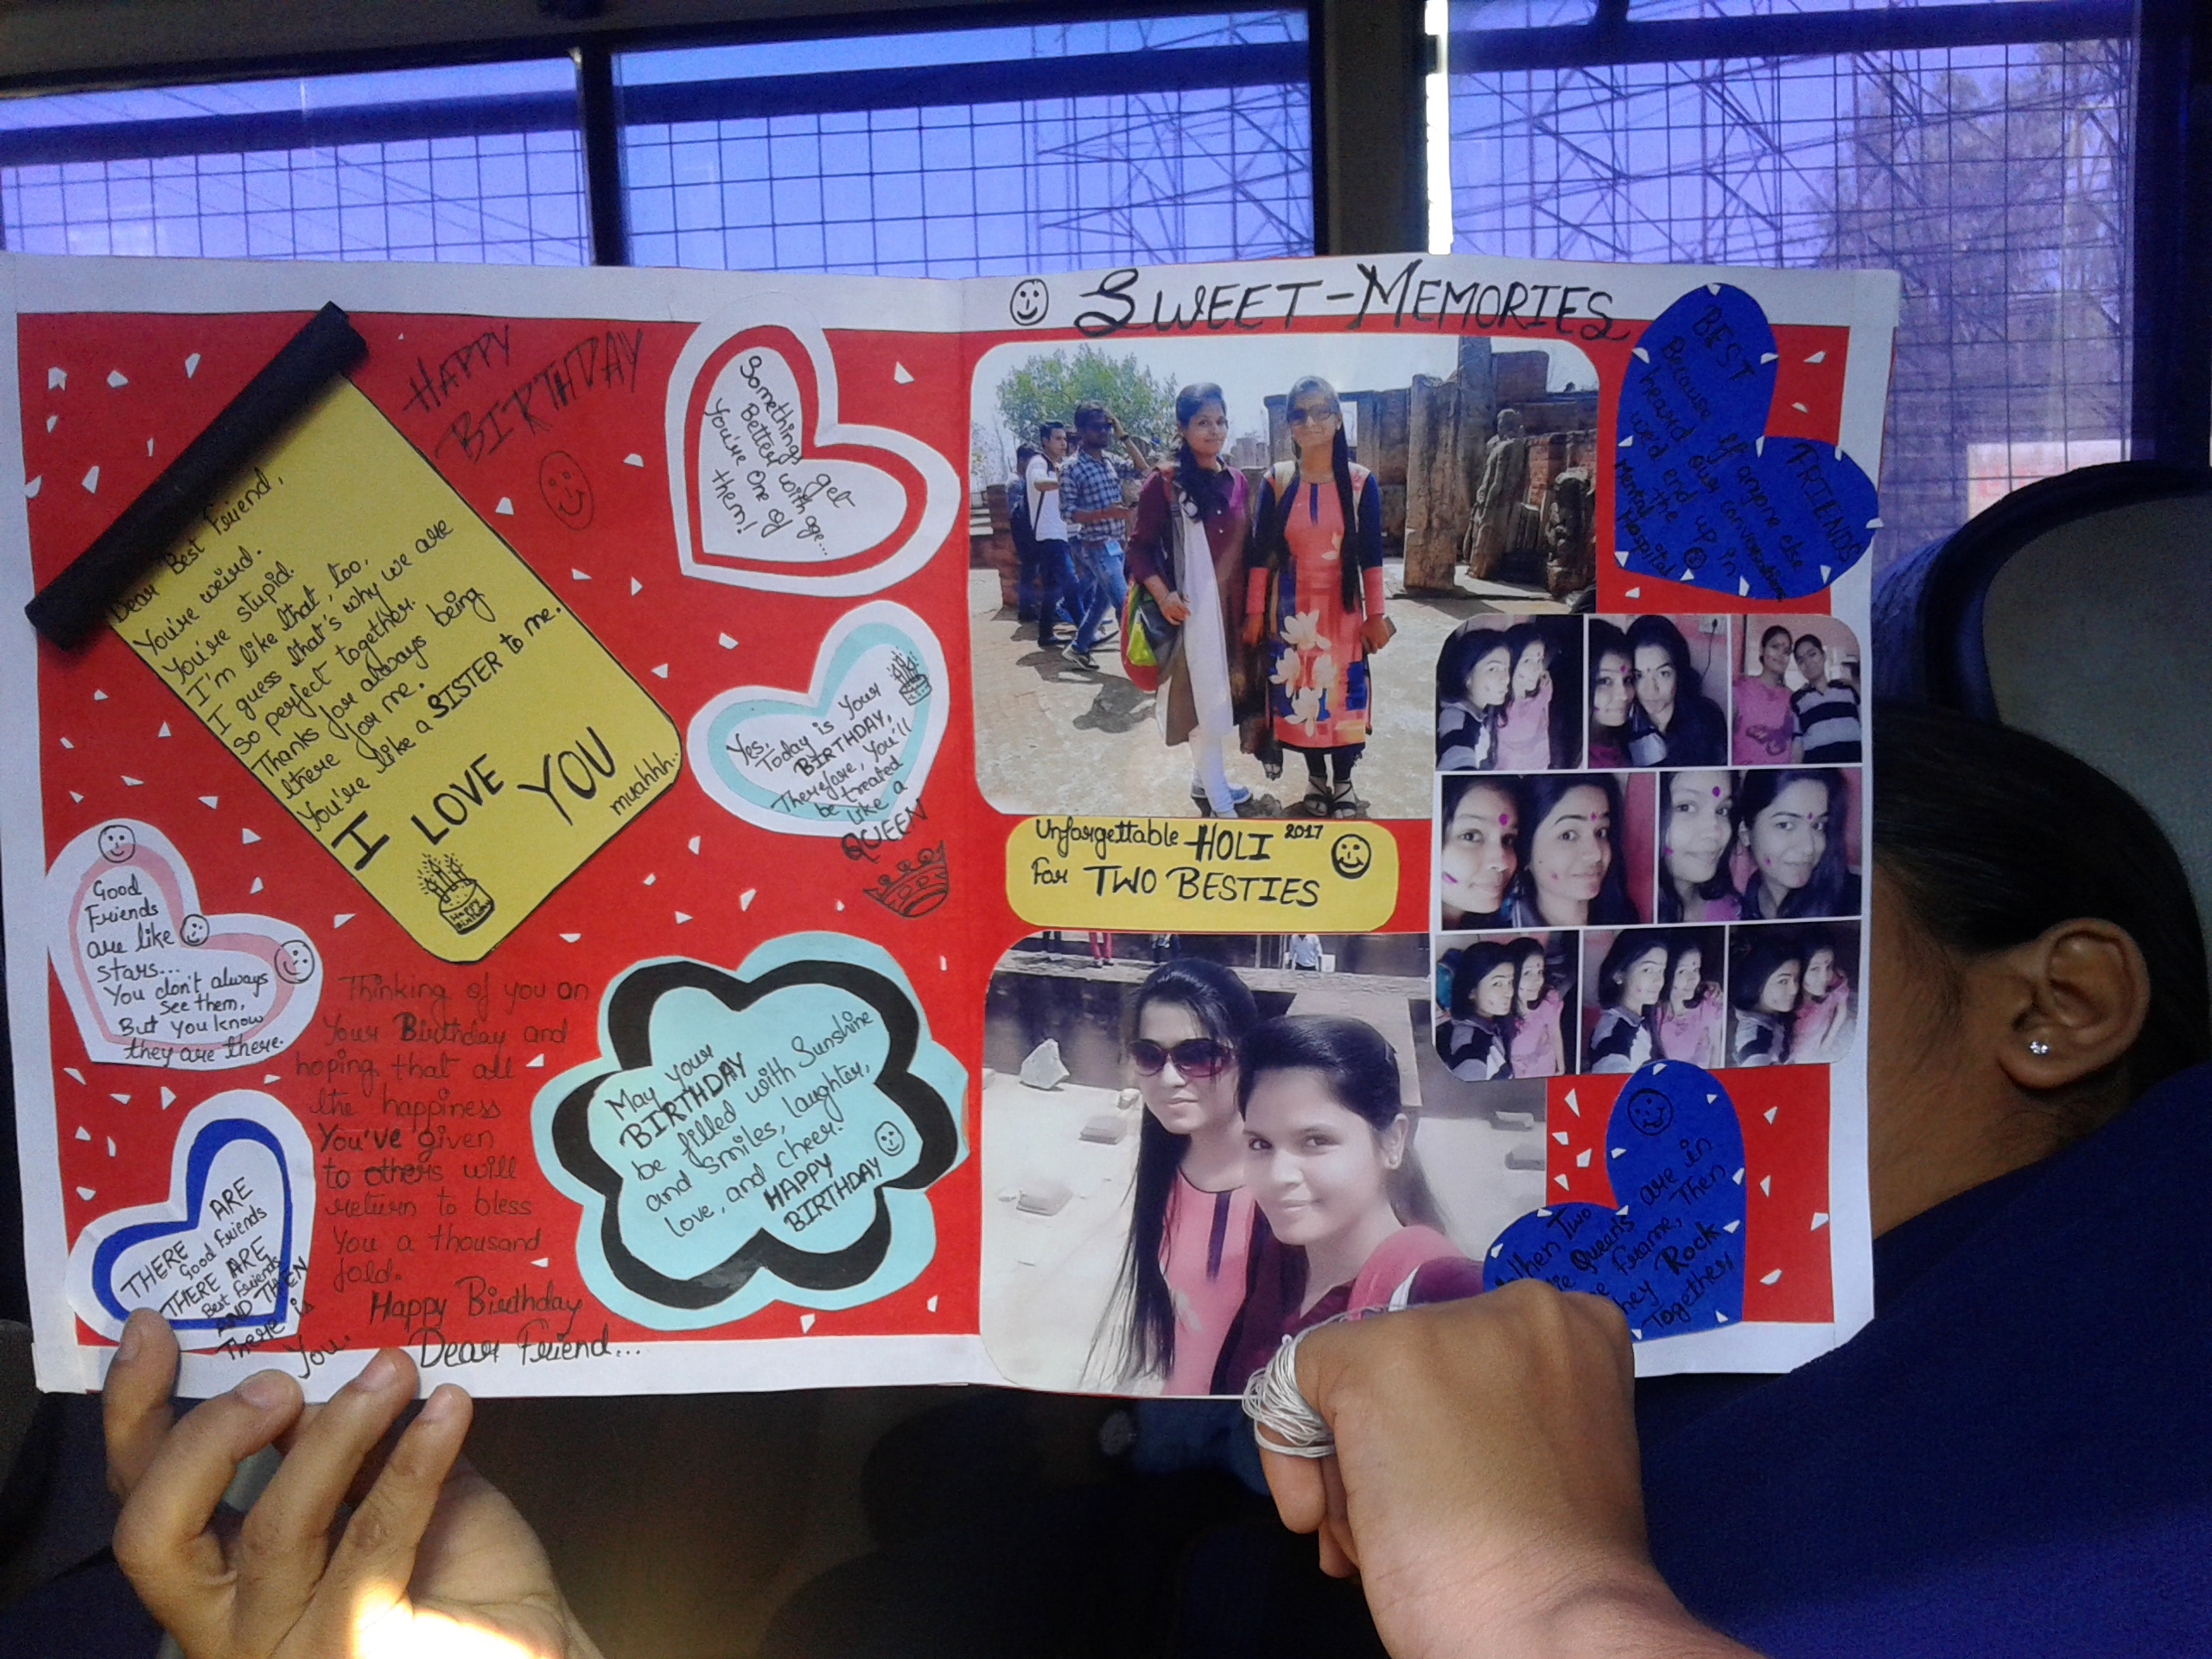 HAPPY
BIRTHDAY
Dear Best Friend,
You're weird.
You're stupid.
I'm like that, too,
I guess that's why we are
so perfect together.
Thanks for always being
there for me.
You're like a SISTER to me.
I LOVE
YOU
muahhh..
Happy
Birthday
Somethings get
Better with age...
You're one of
them!
Yes,
Today is Your
BIRTHDAY,
Therefore, You'll
be treated
like a
QUEEN
Good
Friends
are like
stars...
You don't always
see them,
But you know
they are there.
THERE ARE
Good Friends
THERE ARE
Best Friends
AND THEN
There is
You.
Thinking of you on
Your Birthday and
hoping that all
the happiness
You've given
to others will
return to bless
You a thousand
fold.
Happy Birthday
Dear Friend...
May your
BIRTHDAY
be filled with Sunshine
and smiles, laughter,
love, and cheer.
HAPPY
BIRTHDAY
SWEET-MEMORIES
BEST
FRIENDS
Because if anyone else
heard our conversations
we'd end up in
the
Mental
Hospital
Unforgettable HOLI 2017
For TWO BESTIES
When Two
Queens are in
frame, Then
they Rock
Together,